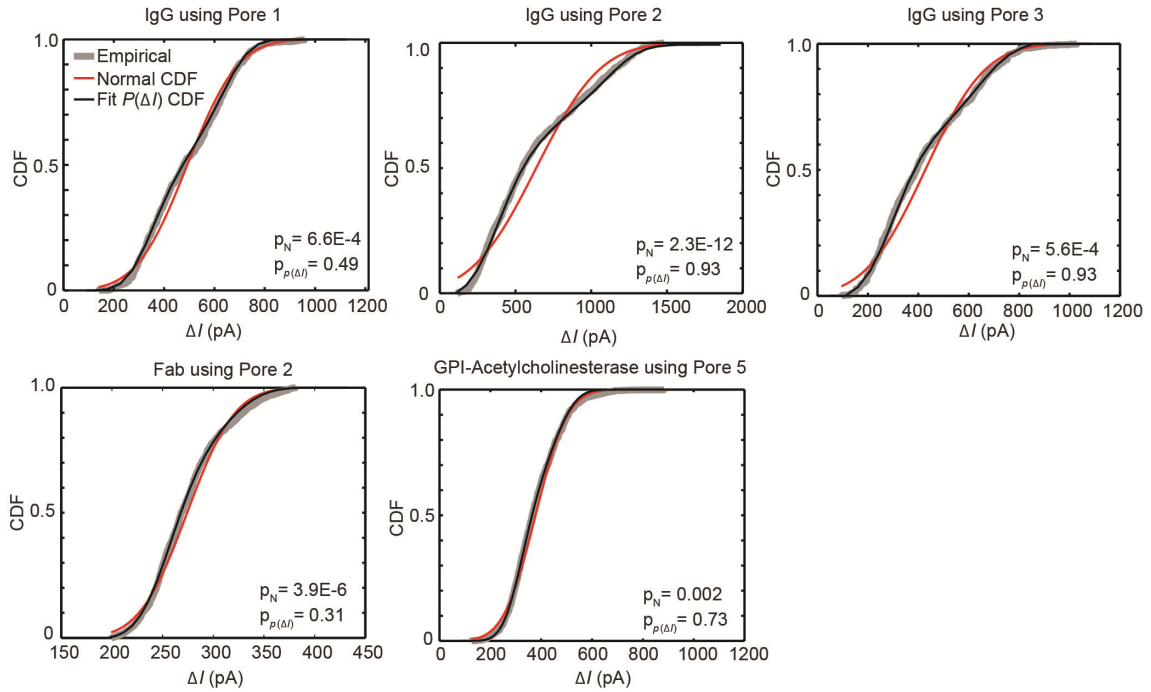 IgG using Pore 1
1.0
Empirical
Normal CDF
Fit P(ΔI) CDF
0.5
CDF
pN= 6.6E-4
pp(ΔI) = 0.49
0
0 200 400 600 800 1000 1200
ΔI (pA)
IgG using Pore 2
1.0
0.5
CDF
pN= 2.3E-12
pp(ΔI) = 0.93
0
0 500 1000 1500 2000
ΔI (pA)
IgG using Pore 3
1.0
0.5
CDF
pN= 5.6E-4
pp(ΔI) = 0.93
0
0 200 400 600 800 1000 1200
ΔI (pA)
Fab using Pore 2
1.0
0.5
CDF
pN= 3.9E-6
pp(ΔI) = 0.31
0
150 200 250 300 350 400 450
ΔI (pA)
GPI-Acetylcholinesterase using Pore 5
1.0
0.5
CDF
pN= 0.002
pp(ΔI) = 0.73
0
0 200 400 600 800 1000 1200
ΔI (pA)